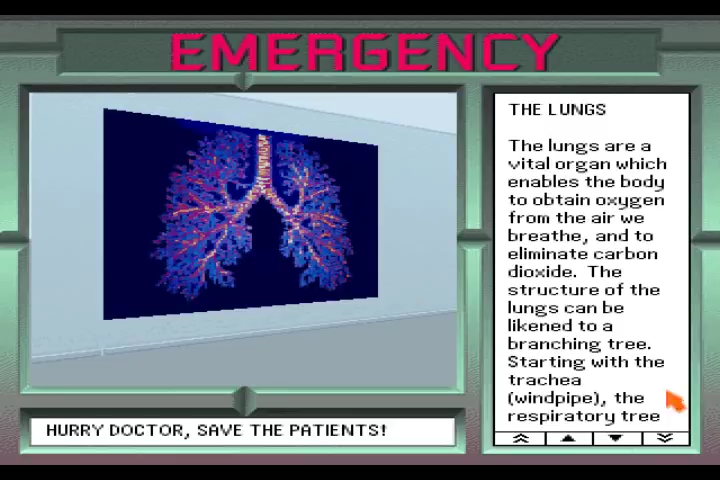 EMERGENCY
THE LUNGS
The lungs are a
vital organ which
enables the body
to obtain oxygen
from the air we
breathe, and to
eliminate carbon
dioxide. The
structure of the
lungs can be
likened to a
branching tree.
Starting with the
trachea
(windpipe), the
respiratory tree
HURRY DOCTOR, SAVE THE PATIENTS!